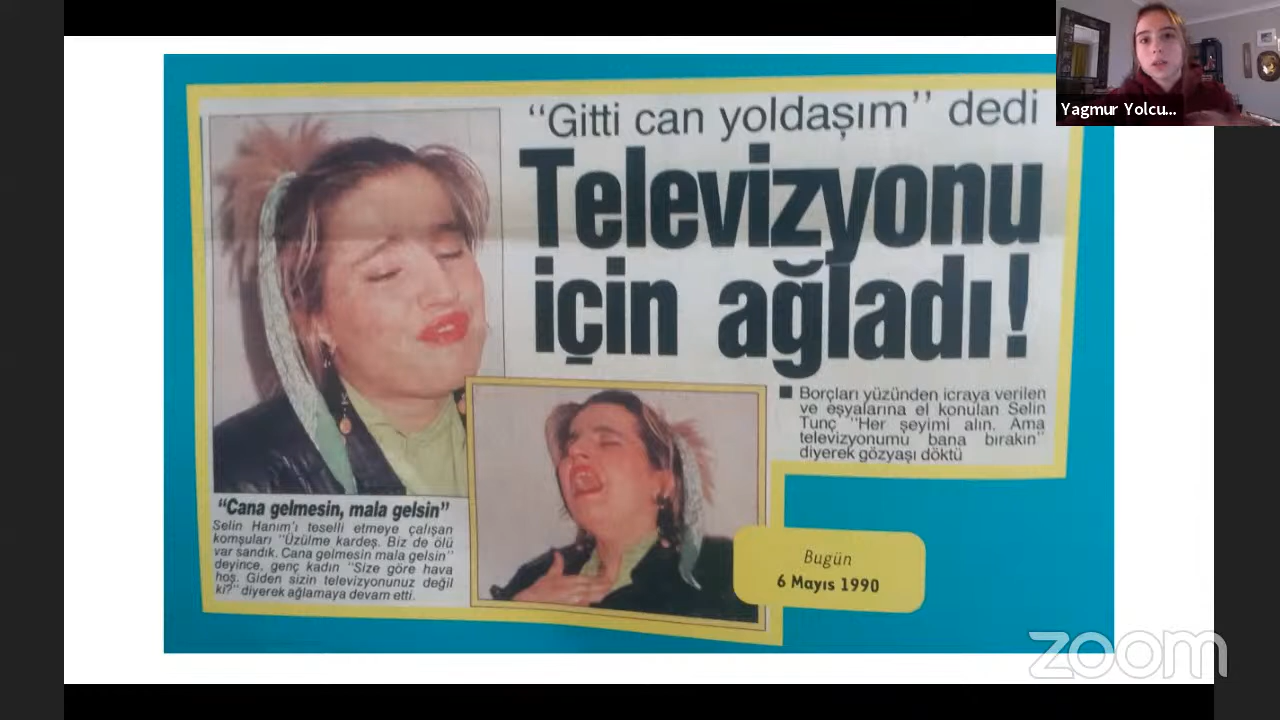 "Gitti can yoldaşım" dedi
Televizyonu
için ağladı!
Borçları yüzünden icraya verilen
ve eşyalarına el konulan Selin
Tunç "Her şeyimi alın. Ama
televizyonumu bana bırakın"
diyerek gözyaşı döktü
"Cana gelmesin, mala gelsin"
Selin Hanım'ı teselli etmeye çalışan
komşuları "Üzülme kardeş. Biz de ölü
var sandık. Cana gelmesin mala gelsin"
deyince, genç kadın "Size göre hava
hoş. Giden sizin televizyonunuz değil
ki?" diyerek ağlamaya devam etti.
Bugün
6 Mayıs 1990
Yagmur Yolcu...
zoom